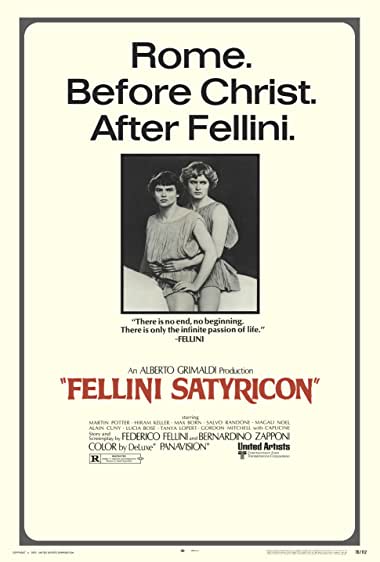 Rome.
Before Christ.
After Fellini.
"There is no end, no beginning.
There is only the infinite passion of life."
-FELLINI
An ALBERTO GRIMALDI Production
"FELLINI SATYRICON"
starring
MARTIN POTTER · HIRAM KELLER · MAX BORN · SALVO RANDONE · MAGALI NOEL
ALAIN CUNY · LUCIA BOSE · TANYA LOPERT · GORDON MITCHELL with CAPUCINE
Story and
Screenplay by FEDERICO FELLINI and BERNARDINO ZAPPONI
COLOR by DeLuxe® PANAVISION®
United Artists
R
RESTRICTED